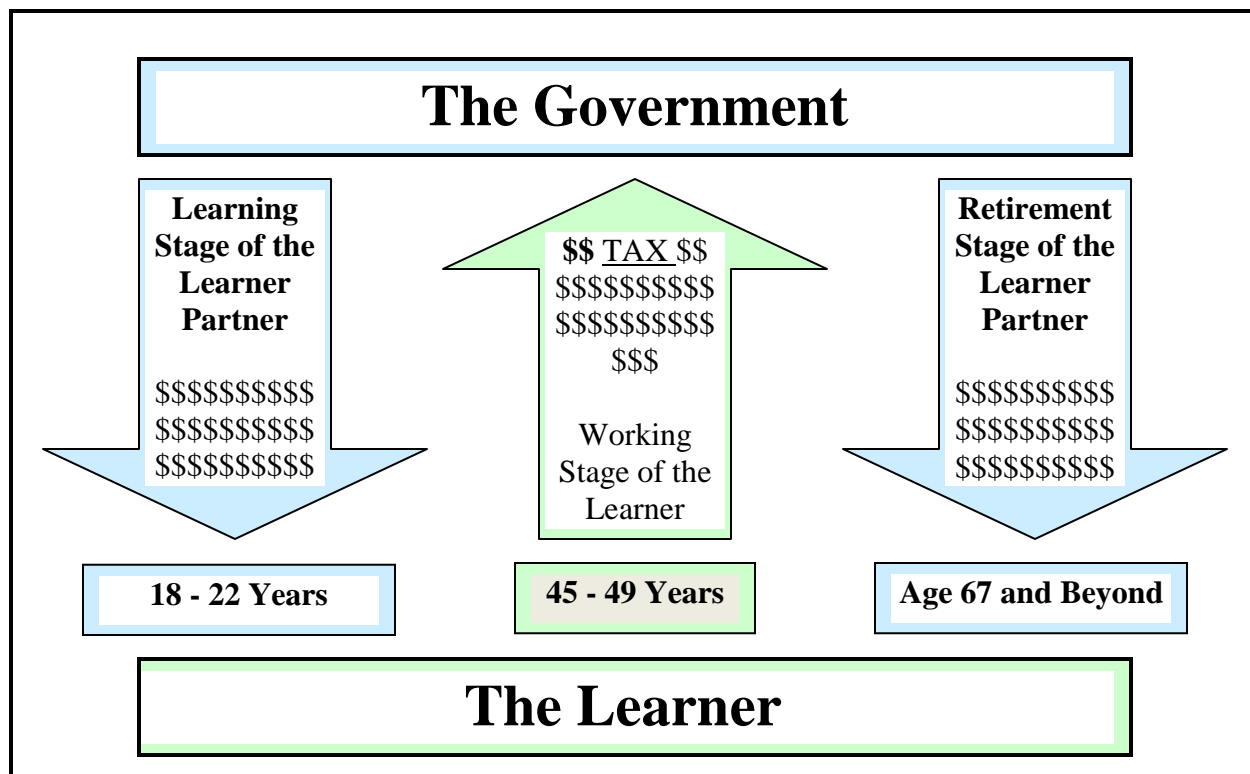 The Government
Learning
Stage of the
Learner
Partner
$$$$$$$$$$
$$$$$$$$$$
$$$$$$$$$$
18 - 22 Years
$$ TAX $$
$$$$$$$$$$
$$$$$$$$$$
$$$
Working
Stage of the
Learner
45 - 49 Years
Retirement
Stage of the
Learner
Partner
$$$$$$$$$$
$$$$$$$$$$
$$$$$$$$$$
Age 67 and Beyond
The Learner